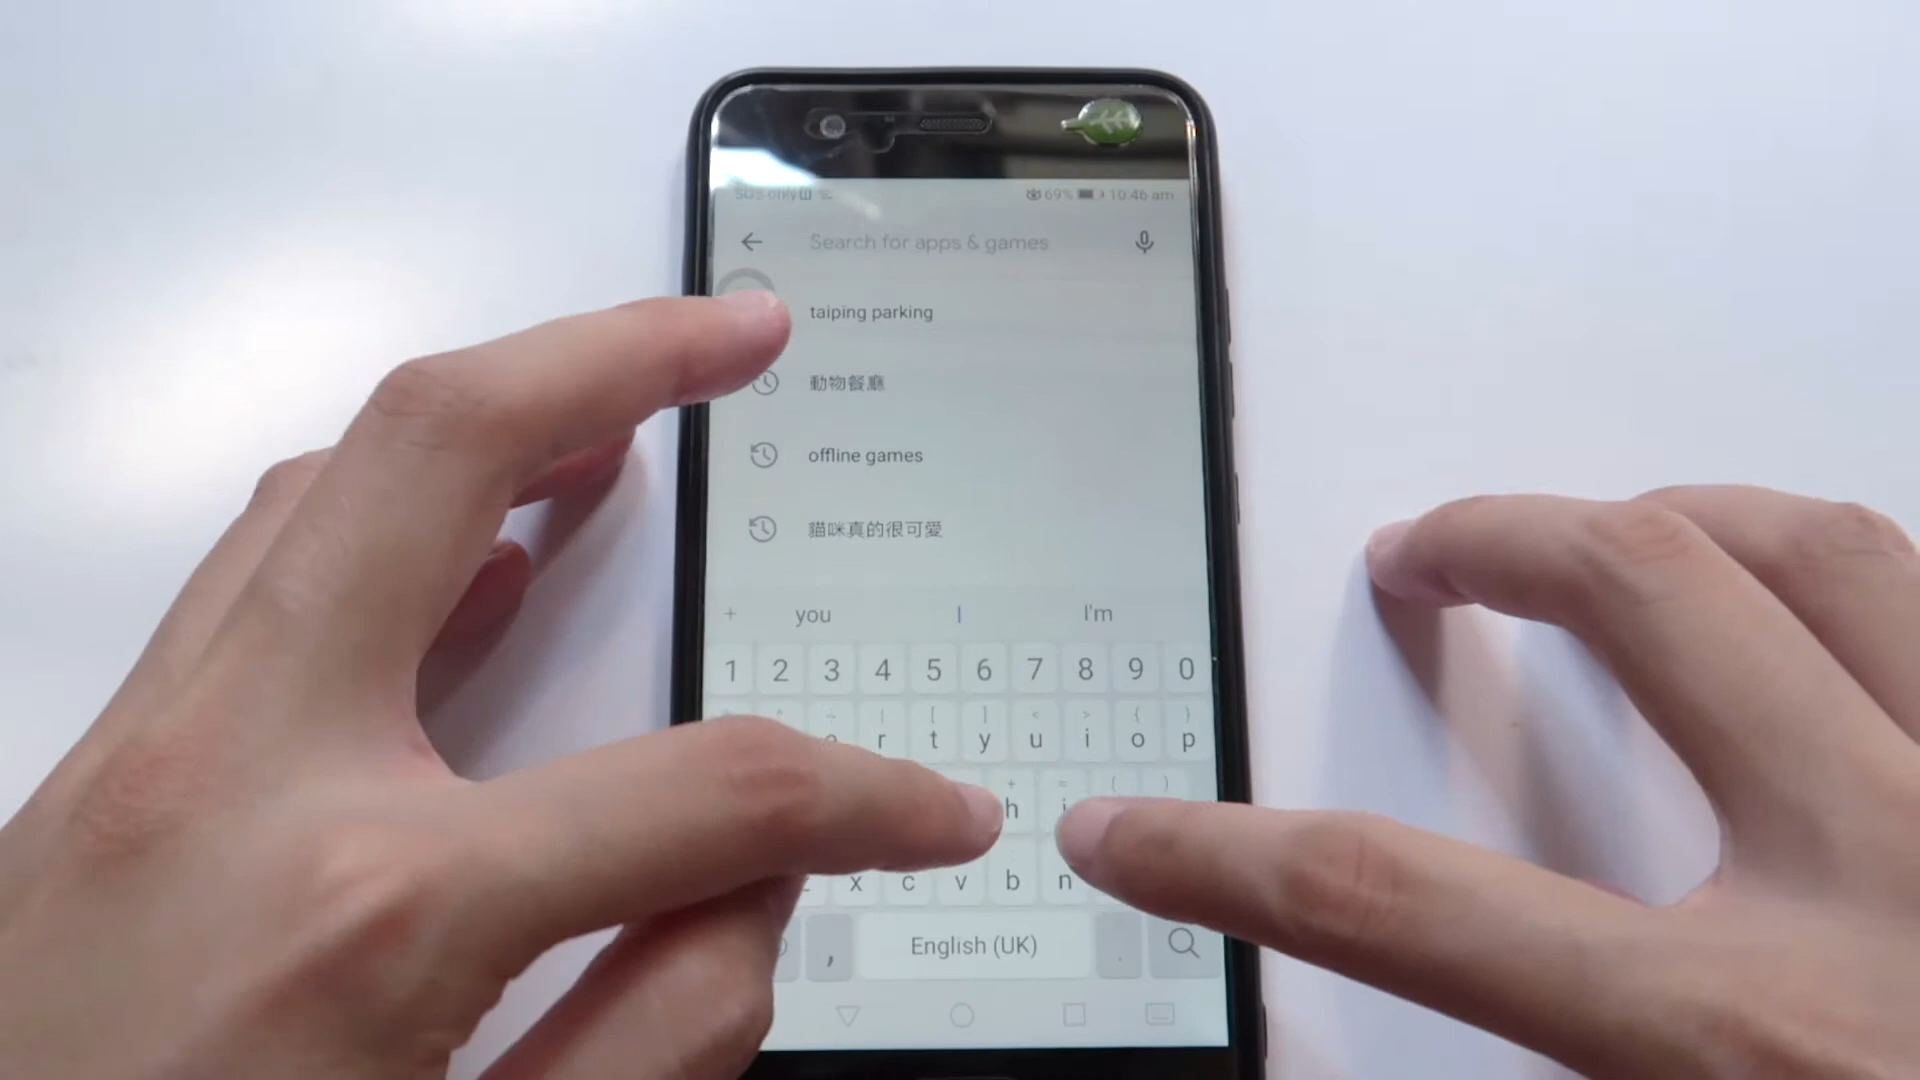 SOS only 69% 10:46 am
Search for apps & games
taiping parking
動物餐廳
offline games
貓咪真的很可愛
+ you I I'm
1 2 3 4 5 6 7 8 9 0
^ ~ | [ ] < > { }
e r t y u i o p
+ = ( )
h j
z x c v b n
, English (UK) .